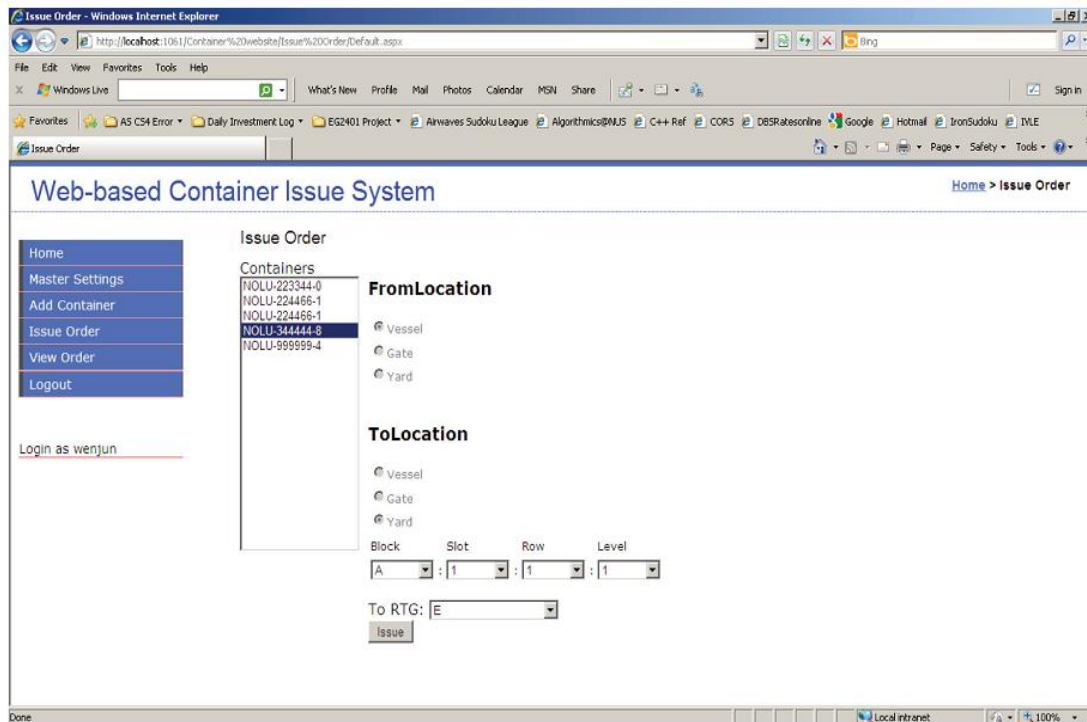 Issue Order - Windows Internet Explorer
http://localhost:1061/Container%20website/Issue%20Order/Default.aspx
Bing
File Edit View Favorites Tools Help
X Windows Live What's New Profile Mail Photos Calendar MSN Share Sign in
Favorites AS CS4 Error Daily Investment Log EG2401 Project Airwaves Sudoku League Algorithmics@NUS C++ Ref CORS DBSRatesonline Google Hotmail IronSudoku IVLE
Issue Order Page Safety Tools
Web-based Container Issue System
Home > Issue Order
Home
Master Settings
Add Container
Issue Order
View Order
Logout
Login as wenjun
Issue Order
Containers
NOLU-223344-0
NOLU-224466-1
NOLU-224466-1
NOLU-344444-8
NOLU-999999-4
FromLocation
Vessel
Gate
Yard
ToLocation
Vessel
Gate
Yard
Block Slot Row Level
A : 1 : 1 : 1
To RTG: E
Issue
Done Local intranet 100%